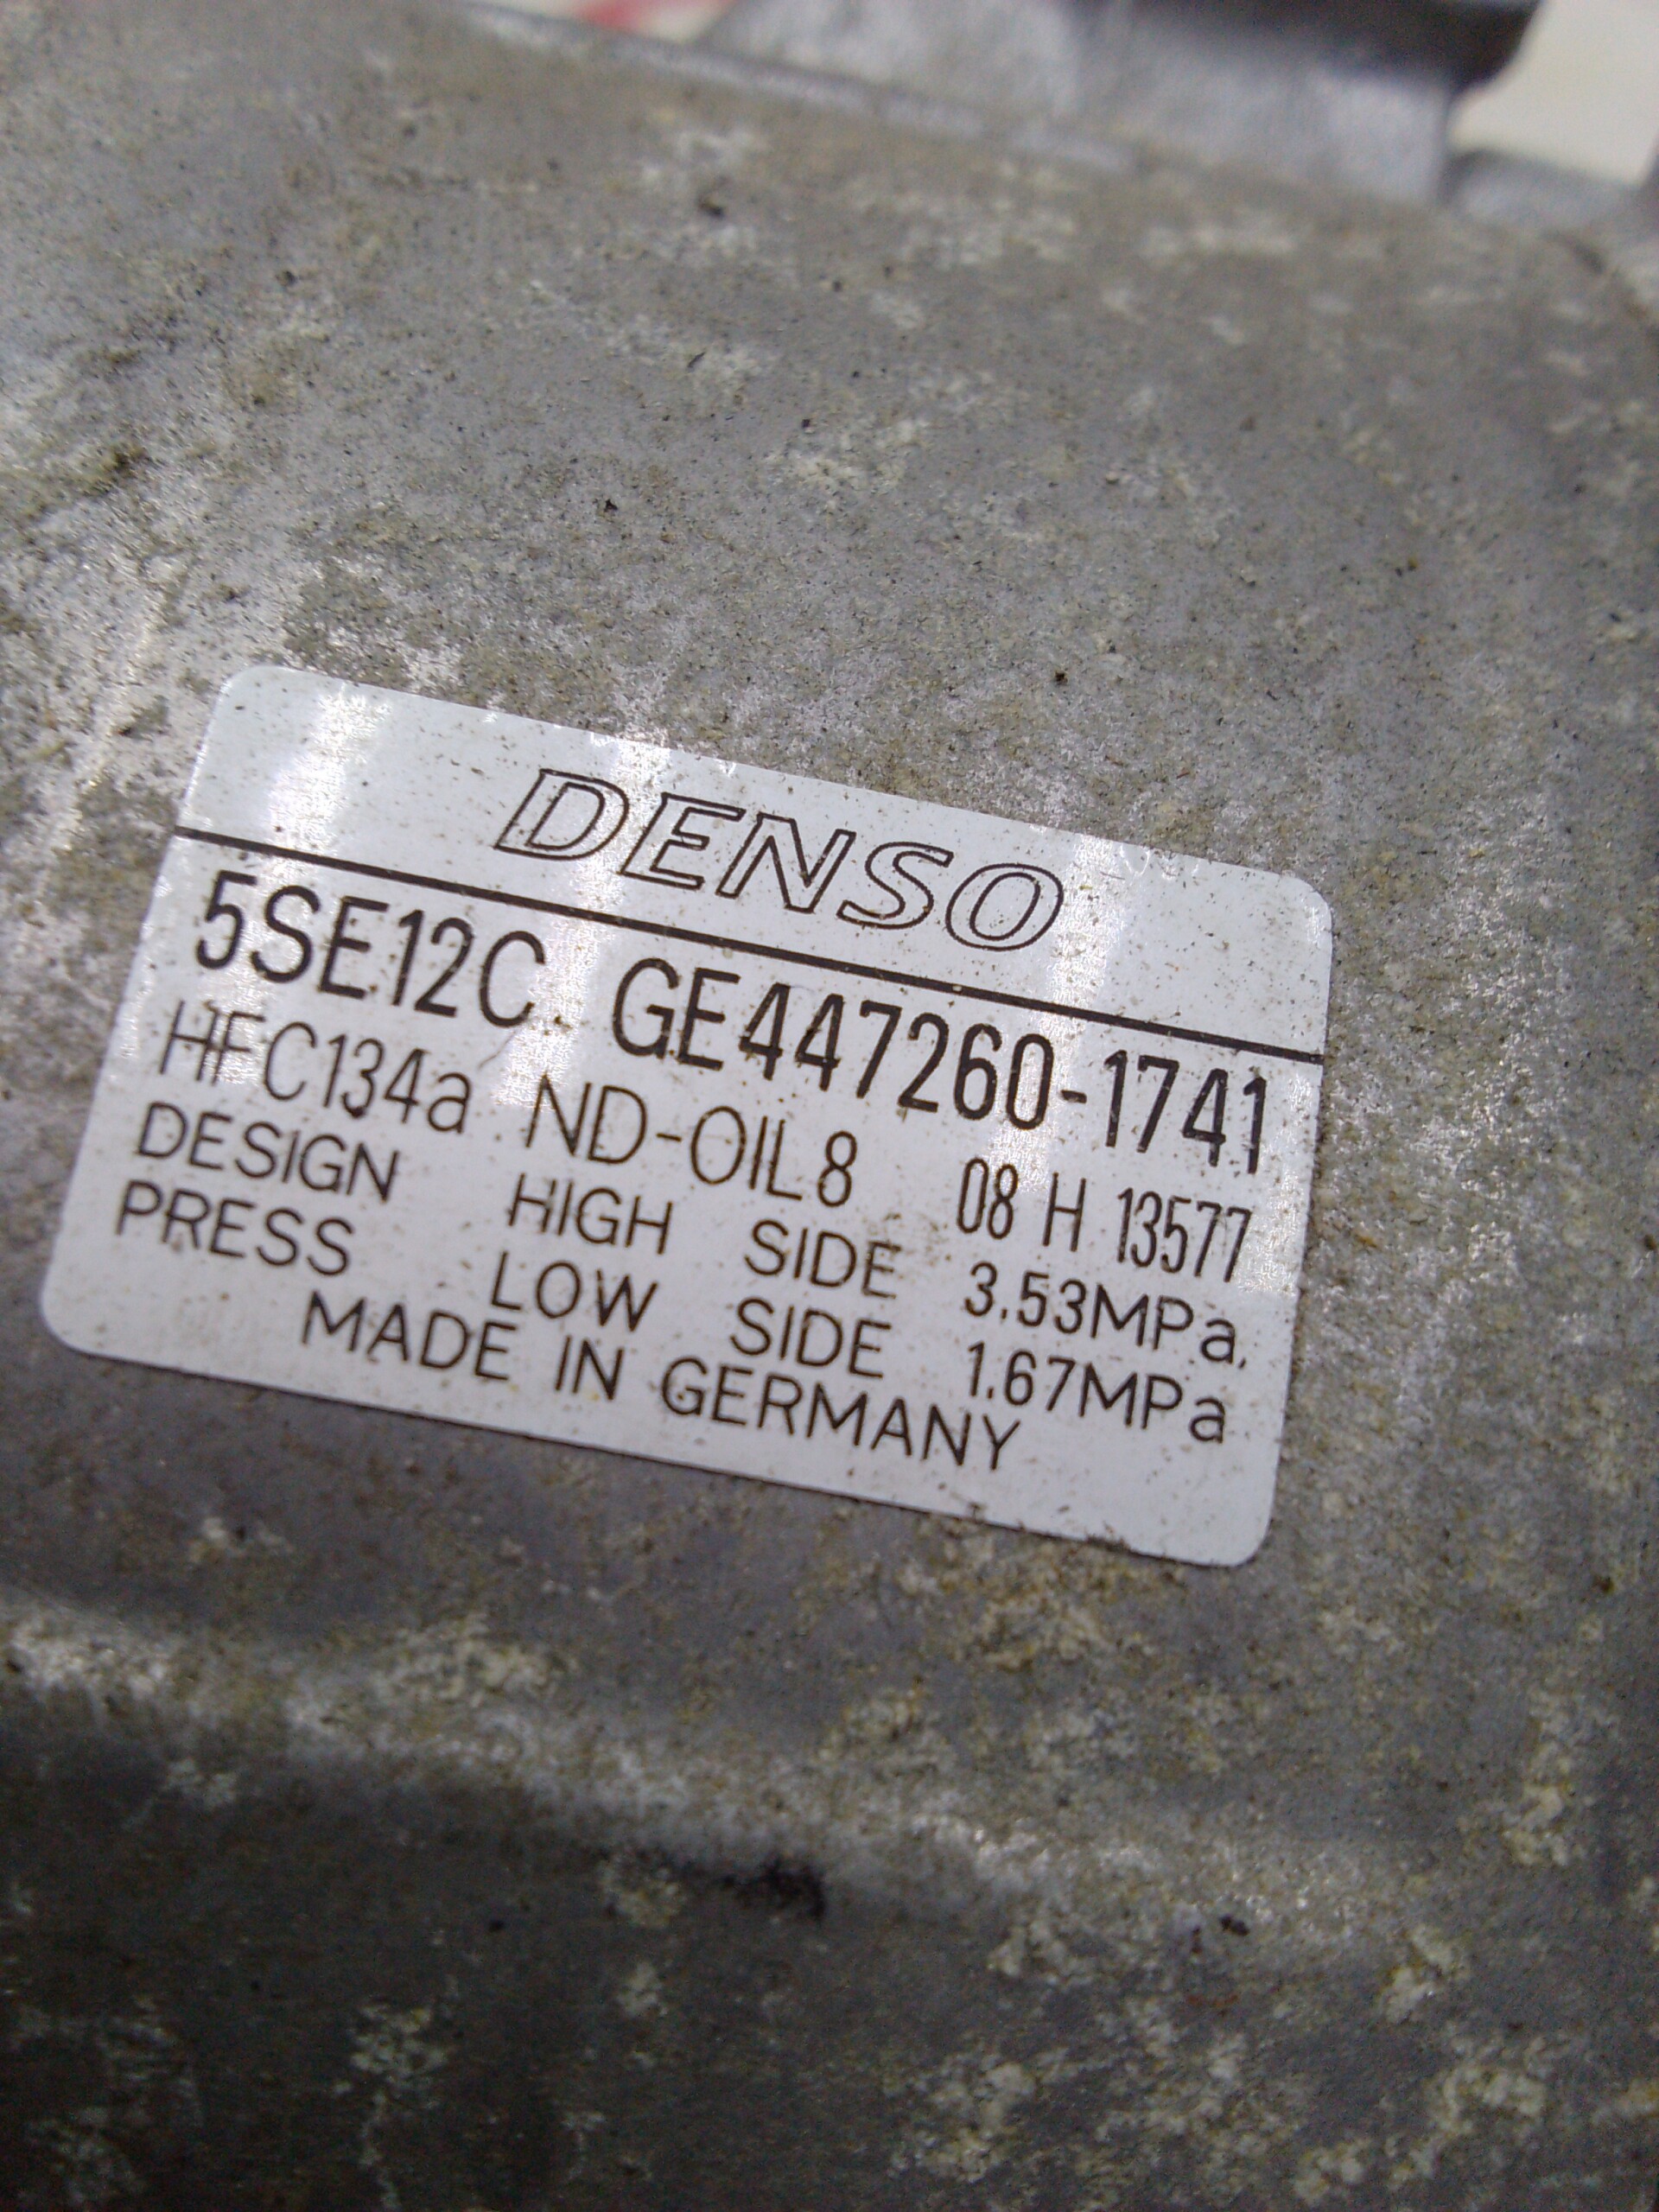 DENSO
5SE12C GE447260-1741
HFC134a ND-OIL8 08 H 13577
DESIGN HIGH SIDE 3.53MPa.
PRESS LOW SIDE 1.67MPa
MADE IN GERMANY